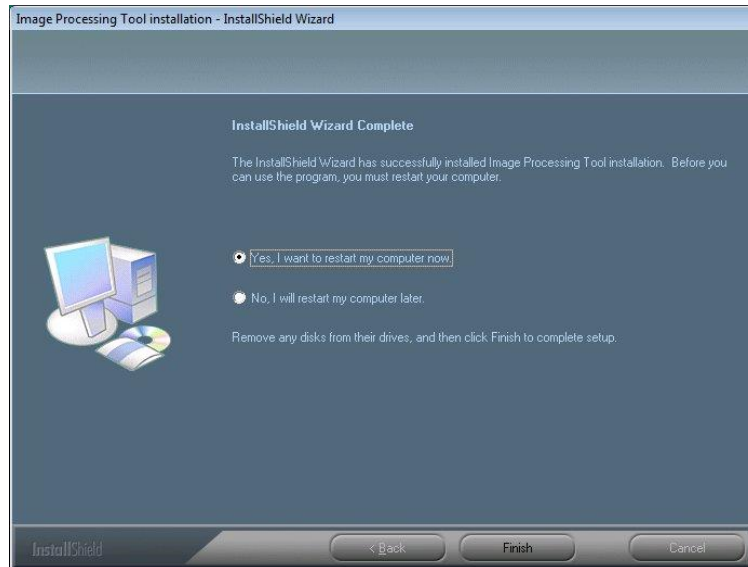 Image Processing Tool installation - InstallShield Wizard
InstallShield Wizard Complete
The InstallShield Wizard has successfully installed Image Processing Tool installation. Before you
can use the program, you must restart your computer.
Yes, I want to restart my computer now.
No, I will restart my computer later.
Remove any disks from their drives, and then click Finish to complete setup.
InstallShield
< Back
Finish
Cancel